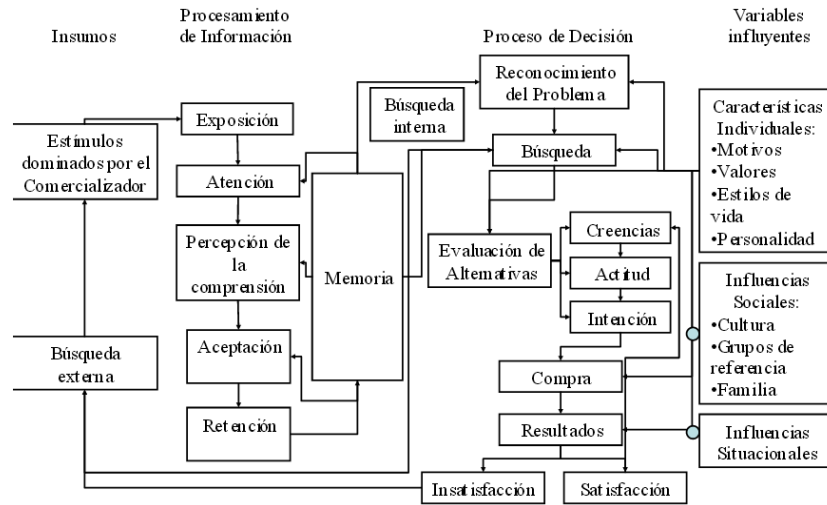 Insumos
Procesamiento
de Información
Proceso de Decisión
Variables
influyentes
Estímulos
dominados por el
Comercializador
Búsqueda
externa
Exposición
Atención
Percepción de
la
comprensión
Aceptación
Retención
Memoria
Búsqueda
interna
Reconocimiento
del Problema
Búsqueda
Evaluación de
Alternativas
Creencias
Actitud
Intención
Compra
Resultados
Insatisfacción
Satisfacción
Características
Individuales:
•Motivos
•Valores
•Estilos de
vida
•Personalidad
Influencias
Sociales:
•Cultura
•Grupos de
referencia
•Familia
Influencias
Situacionales